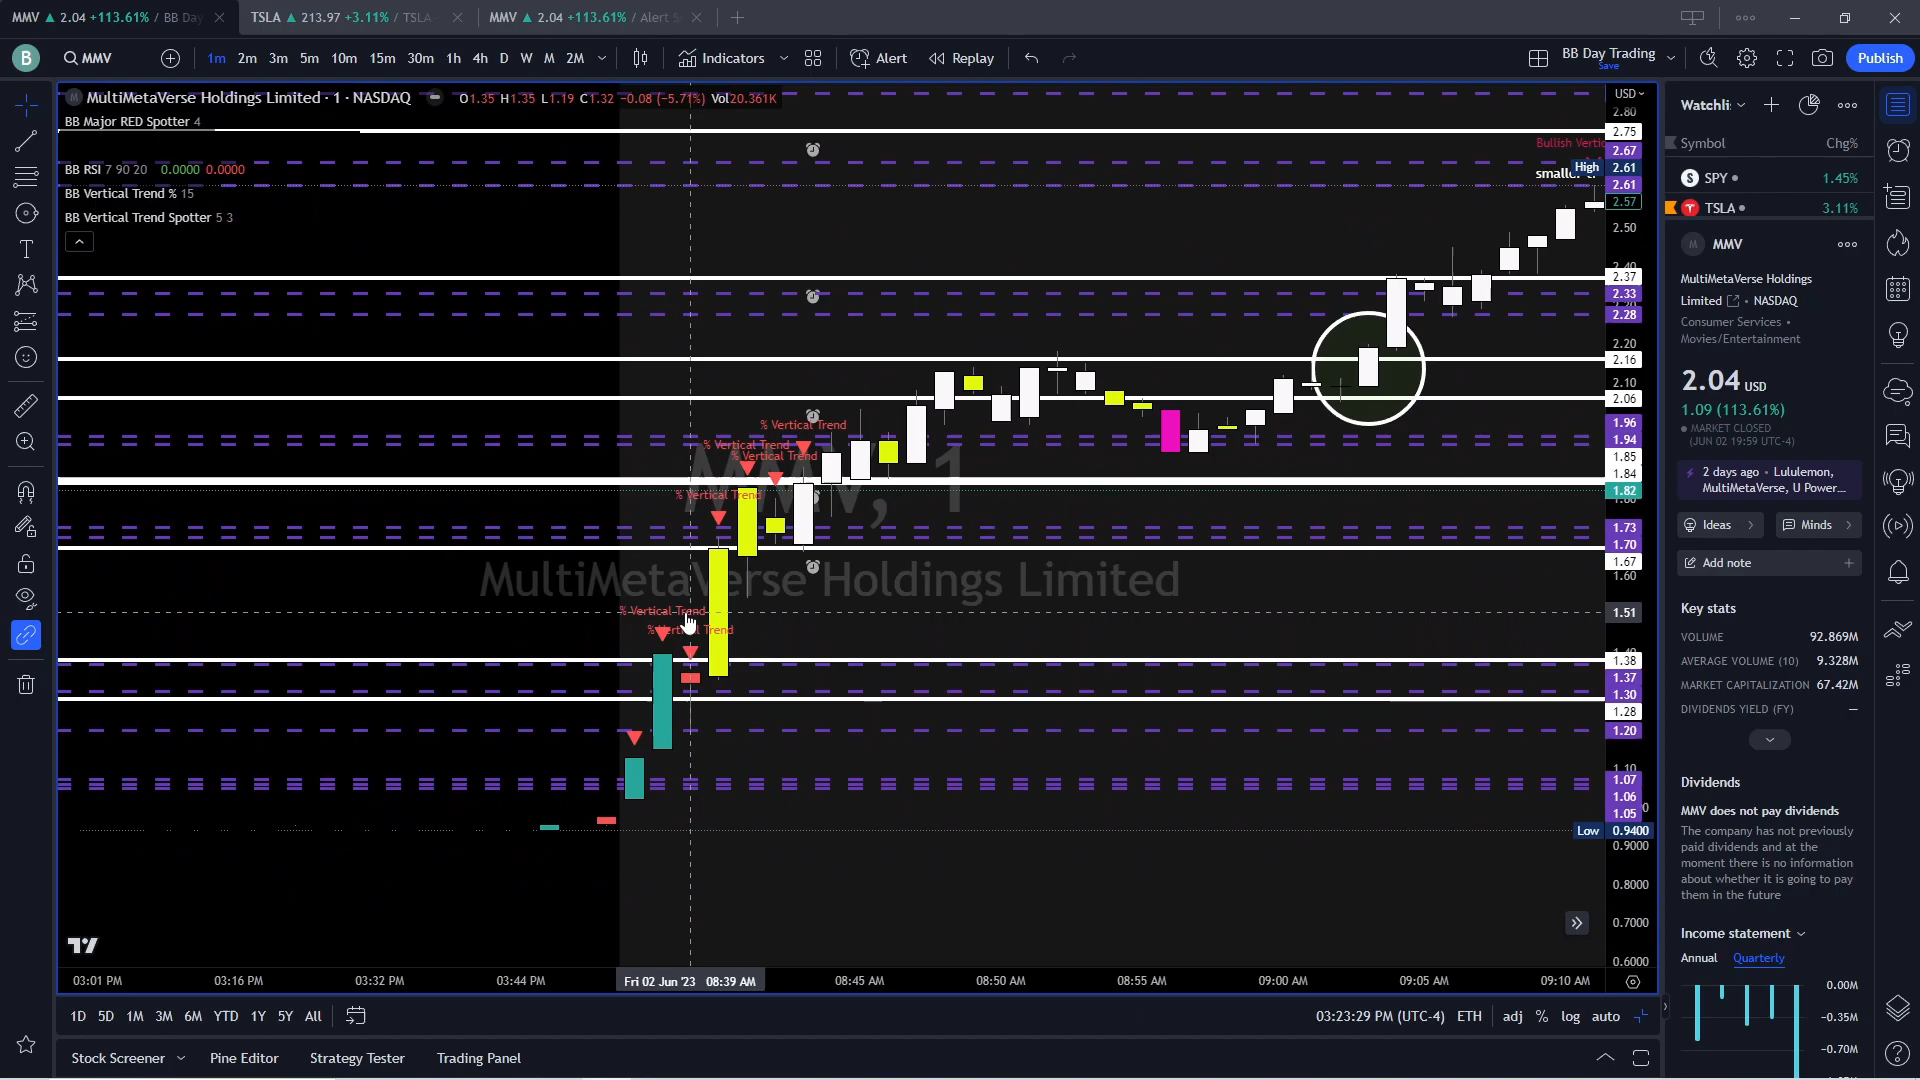 MMV ▲ 2.04 +113.61% / BB Day
TSLA ▲ 213.97 +3.11% / TSLA
MMV ▲ 2.04 +113.61% / Alert S
B
MMV
1m 2m 3m 5m 10m 15m 30m 1h 4h D W M 2M
Indicators
Alert
Replay
BB Day Trading
Save
Publish
MultiMetaVerse Holdings Limited · 1 · NASDAQ
O1.35 H1.35 L1.19 C1.32 −0.08 (−5.71%) Vol20.361K
BB Major RED Spotter 4
BB RSI 7 90 20 0.0000 0.0000
BB Vertical Trend % 15
BB Vertical Trend Spotter 5 3
MMV, 1
MultiMetaVerse Holdings Limited
% Vertical Trend
% Vertical Trend
% Vertical Trend
% Vertical Trend
% Vertical Trend
% Vertical Trend
Bullish Vertic
High
Low
USD
2.80
2.75
2.67
2.61
2.61
2.57
2.50
2.40
2.37
2.33
2.28
2.20
2.16
2.10
2.06
1.96
1.94
1.85
1.84
1.82
1.73
1.70
1.67
1.60
1.51
1.38
1.37
1.30
1.28
1.20
1.10
1.07
1.06
1.05
0.9400
0.9000
0.8000
0.7000
0.6000
03:01 PM 03:16 PM 03:32 PM 03:44 PM Fri 02 Jun '23 08:39 AM 08:45 AM 08:50 AM 08:55 AM 09:00 AM 09:05 AM 09:10 AM
1D 5D 1M 3M 6M YTD 1Y 5Y All
03:23:29 PM (UTC-4) ETH adj % log auto
Stock Screener Pine Editor Strategy Tester Trading Panel
Watchli
Symbol Chg%
S SPY 1.45%
TSLA 3.11%
M MMV
MultiMetaVerse Holdings
Limited • NASDAQ
Consumer Services •
Movies/Entertainment
2.04 USD
1.09 (113.61%)
MARKET CLOSED
(JUN 02 19:59 UTC-4)
2 days ago • Lululemon,
MultiMetaVerse, U Power...
Ideas
Minds
Add note
Key stats
VOLUME 92.869M
AVERAGE VOLUME (10) 9.328M
MARKET CAPITALIZATION 67.42M
DIVIDENDS YIELD (FY) —
Dividends
MMV does not pay dividends
The company has not previously
paid dividends and at the
moment there is no information
about whether it is going to pay
them in the future
Income statement
Annual Quarterly
0.00M
−0.35M
−0.70M